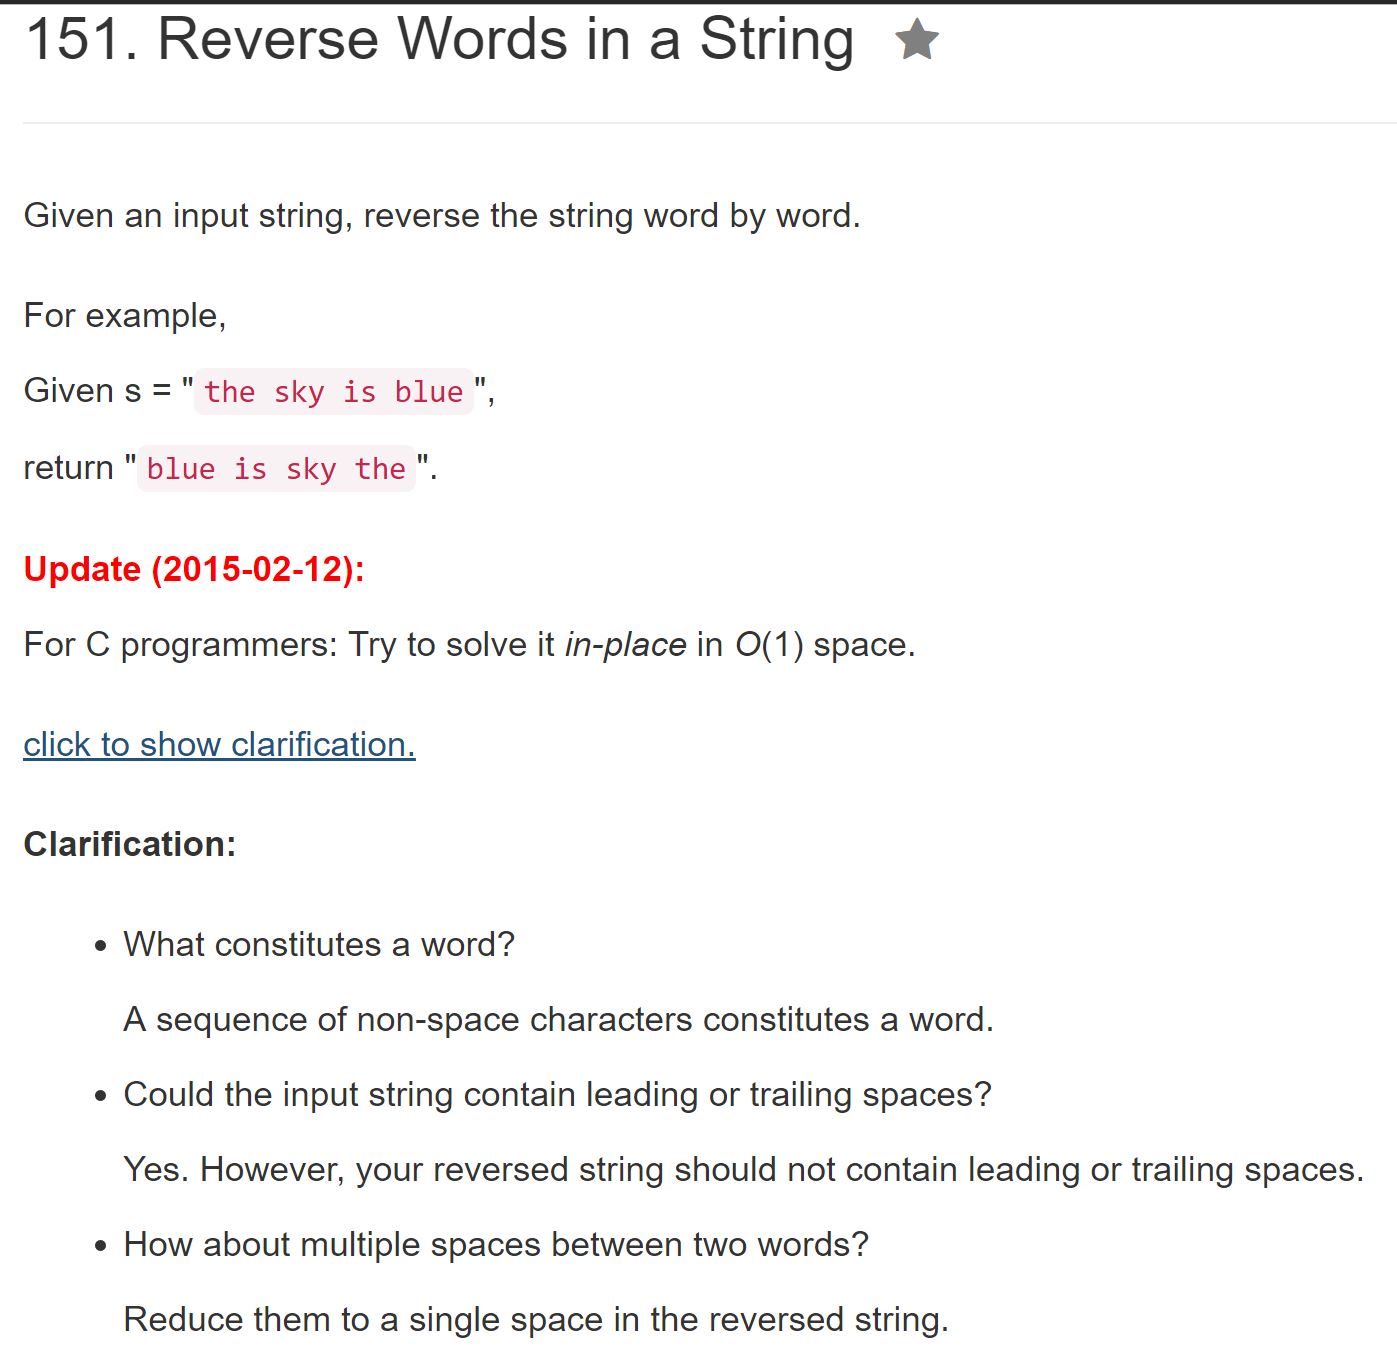 151. Reverse Words in a String
Given an input string, reverse the string word by word.
For example,
Given s = "the sky is blue",
return "blue is sky the".
Update (2015-02-12):
For C programmers: Try to solve it in-place in O(1) space.
click to show clarification.
Clarification:
• What constitutes a word?
A sequence of non-space characters constitutes a word.
• Could the input string contain leading or trailing spaces?
Yes. However, your reversed string should not contain leading or trailing spaces.
• How about multiple spaces between two words?
Reduce them to a single space in the reversed string.